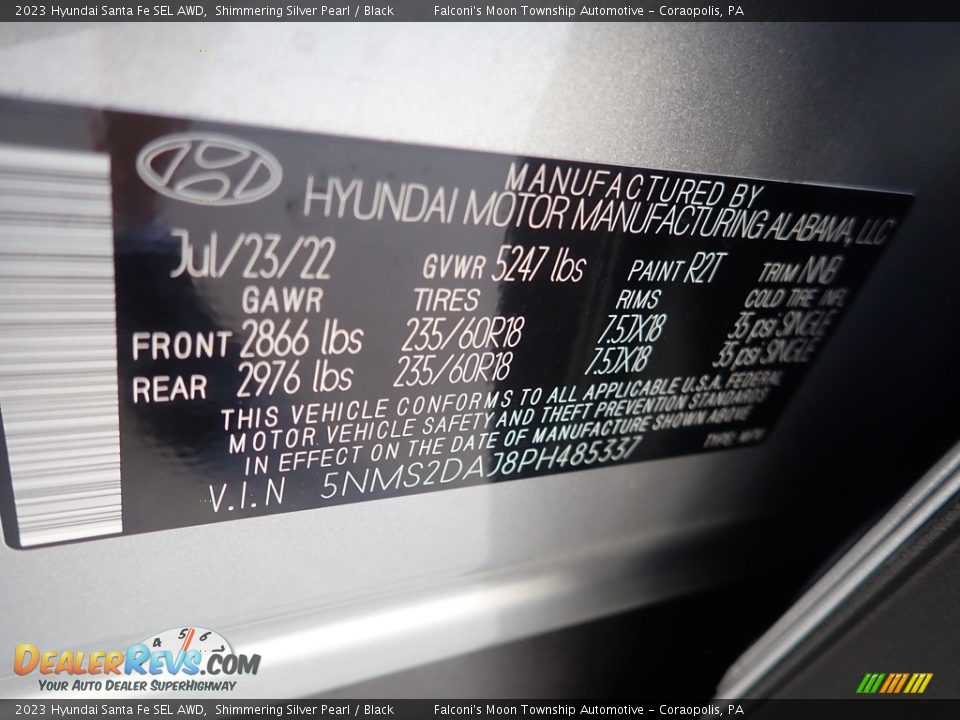 2023 Hyundai Santa Fe SEL AWD, Shimmering Silver Pearl / Black Falconi's Moon Township Automotive - Coraopolis, PA
MANUFACTURED BY
HYUNDAI MOTOR MANUFACTURING ALABAMA, LLC
Jul/23/22 GVWR 5247 lbs PAINT R2T TRIM NNB
GAWR TIRES RIMS COLD TIRE INFL
FRONT 2866 lbs 235/60R18 7.5JX18 35 psi SINGLE
REAR 2976 lbs 235/60R18 7.5JX18 35 psi SINGLE
THIS VEHICLE CONFORMS TO ALL APPLICABLE U.S.A. FEDERAL
MOTOR VEHICLE SAFETY AND THEFT PREVENTION STANDARDS
IN EFFECT ON THE DATE OF MANUFACTURE SHOWN ABOVE
V.I.N 5NMS2DAJ8PH485337 TYPE: MPV
4 5 6
DEALERREVS.COM
YOUR AUTO DEALER SUPERHIGHWAY
2023 Hyundai Santa Fe SEL AWD, Shimmering Silver Pearl / Black Falconi's Moon Township Automotive - Coraopolis, PA